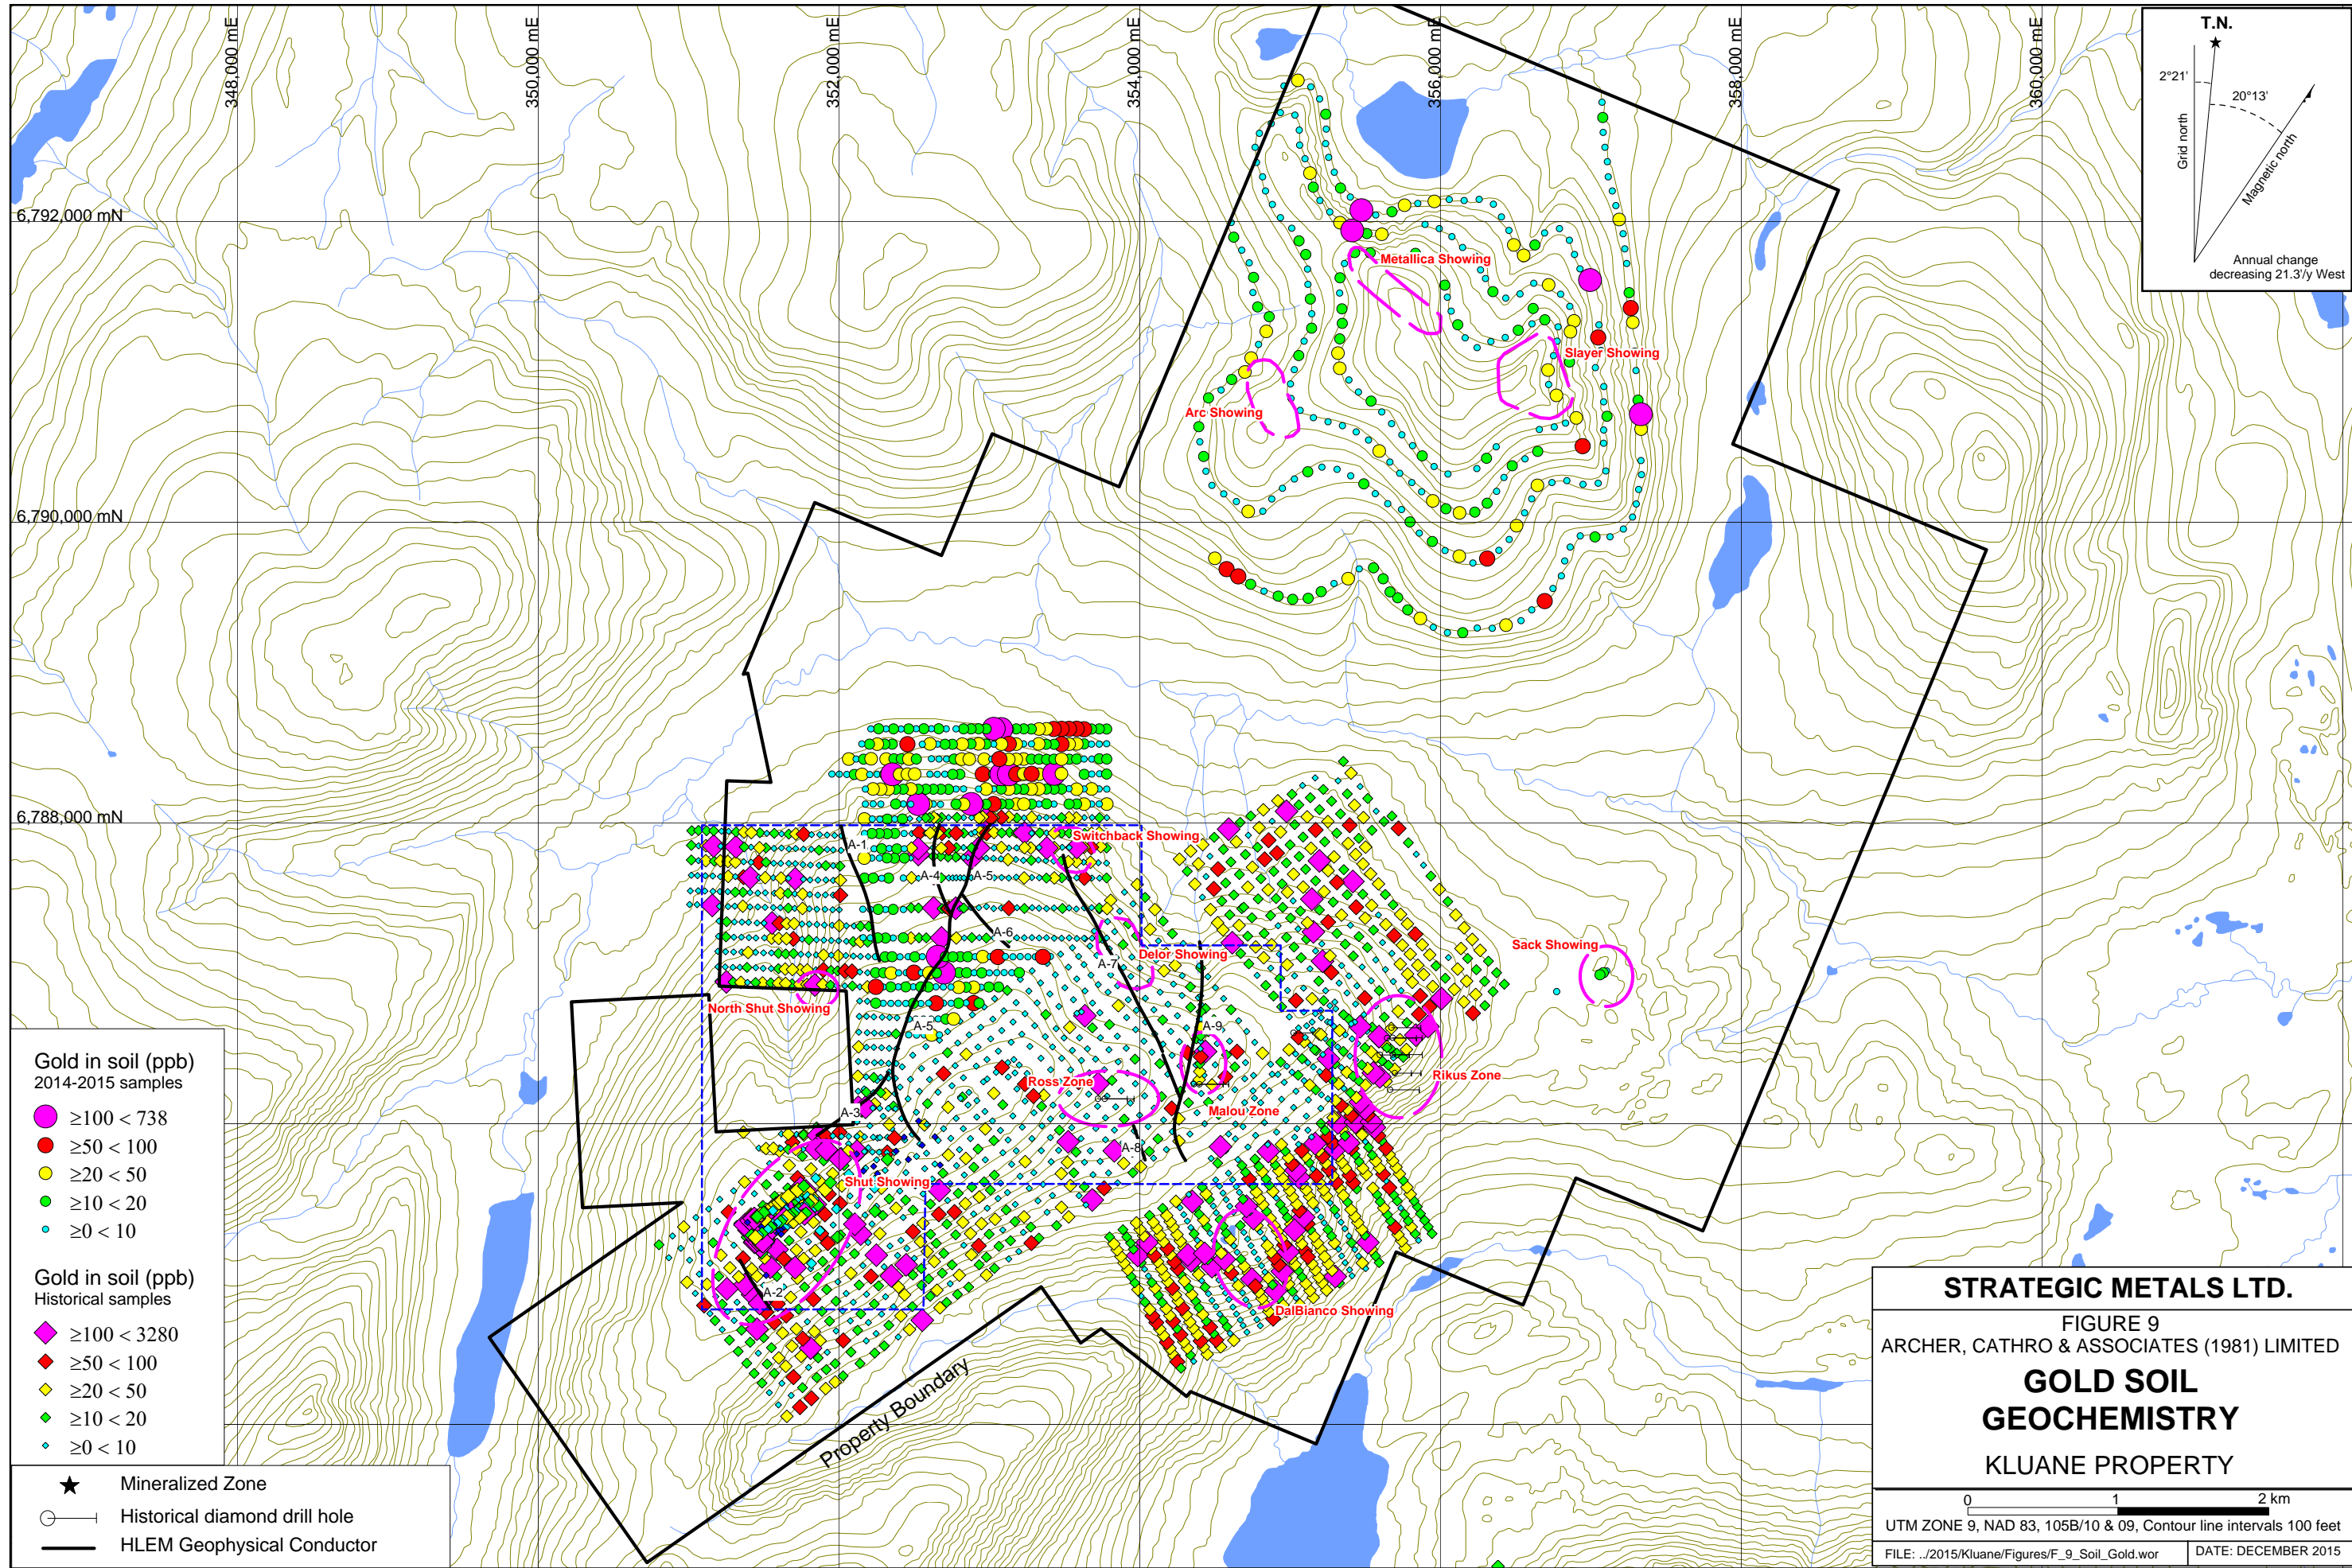 348,000 mE
350,000 mE
352,000 mE
354,000 mE
356,000 mE
358,000 mE
360,000 mE
T.N.
2°21'
20°13'
Grid north
Magnetic north
Annual change
decreasing 21.3'/y West
6,792,000 mN
6,790,000 mN
6,788,000 mN
Metallica Showing
Slayer Showing
Arc Showing
Switchback Showing
A-1
A-4
A-5
A-6
A-7
Delor Showing
Sack Showing
North Shut Showing
A-5
A-9
Ross Zone
Rikus Zone
A-3
Malou Zone
A-8
Shut Showing
A-2
DalBianco Showing
Property Boundary
Gold in soil (ppb)
2014-2015 samples
≥100 < 738
≥50 < 100
≥20 < 50
≥10 < 20
≥0 < 10
Gold in soil (ppb)
Historical samples
≥100 < 3280
≥50 < 100
≥20 < 50
≥10 < 20
≥0 < 10
Mineralized Zone
Historical diamond drill hole
HLEM Geophysical Conductor
STRATEGIC METALS LTD.
FIGURE 9
ARCHER, CATHRO & ASSOCIATES (1981) LIMITED
GOLD SOIL
GEOCHEMISTRY
KLUANE PROPERTY
0 1 2 km
UTM ZONE 9, NAD 83, 105B/10 & 09, Contour line intervals 100 feet
FILE: ../2015/Kluane/Figures/F_9_Soil_Gold.wor
DATE: DECEMBER 2015